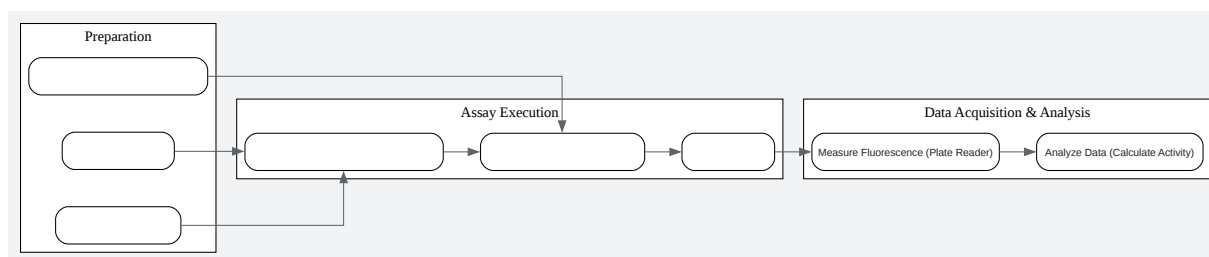 Preparation
Assay Execution
Data Acquisition & Analysis
Measure Fluorescence (Plate Reader)
Analyze Data (Calculate Activity)